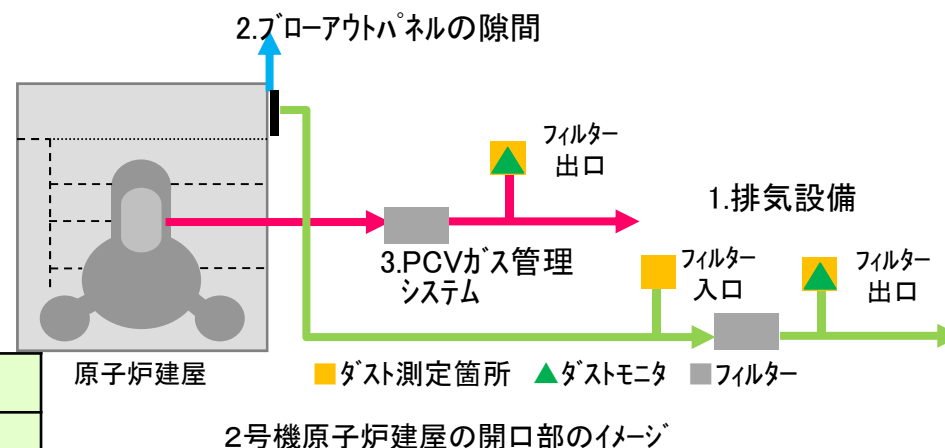 2.ﾌﾞﾛｰｱｳﾄﾊﾟﾈﾙの隙間
ﾌｨﾙﾀｰ
出口
1.排気設備
3.PCVｶﾞｽ管理
ｼｽﾃﾑ
ﾌｨﾙﾀｰ
入口
ﾌｨﾙﾀｰ
出口
原子炉建屋
■ﾀﾞｽﾄ測定箇所 ▲ﾀﾞｽﾄﾓﾆﾀ ■ﾌｨﾙﾀｰ
2号機原子炉建屋の開口部のｲﾒｰｼﾞ